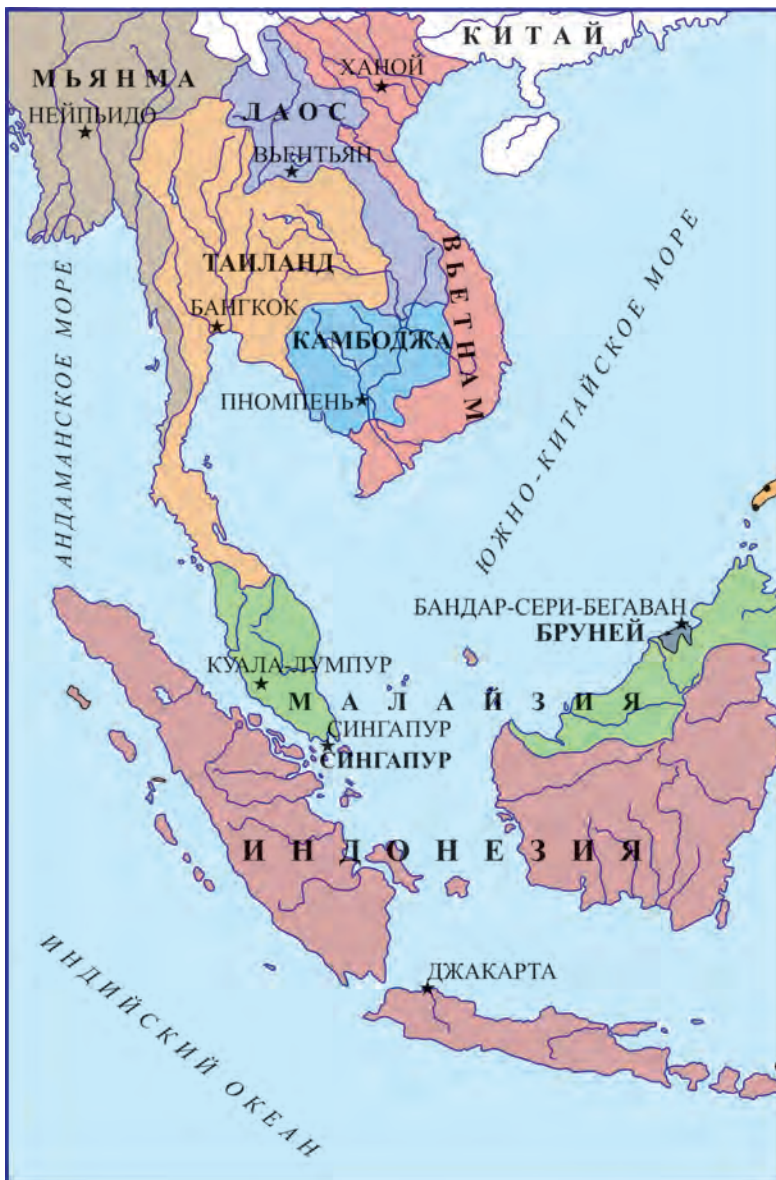 КИТАЙ
МЬЯНМА
ХАНОЙ
НЕЙПЬИДО
ЛАОС
ВЬЕНТЬЯН
ВЬЕТНАМ
ТАИЛАНД
БАНГКОК
КАМБОДЖА
ПНОМПЕНЬ
АНДАМАНСКОЕ МОРЕ
ЮЖНО-КИТАЙСКОЕ МОРЕ
БАНДАР-СЕРИ-БЕГАВАН
БРУНЕЙ
КУАЛА-ЛУМПУР
МАЛАЙЗИЯ
СИНГАПУР
СИНГАПУР
ИНДОНЕЗИЯ
ДЖАКАРТА
ИНДИЙСКИЙ ОКЕАН